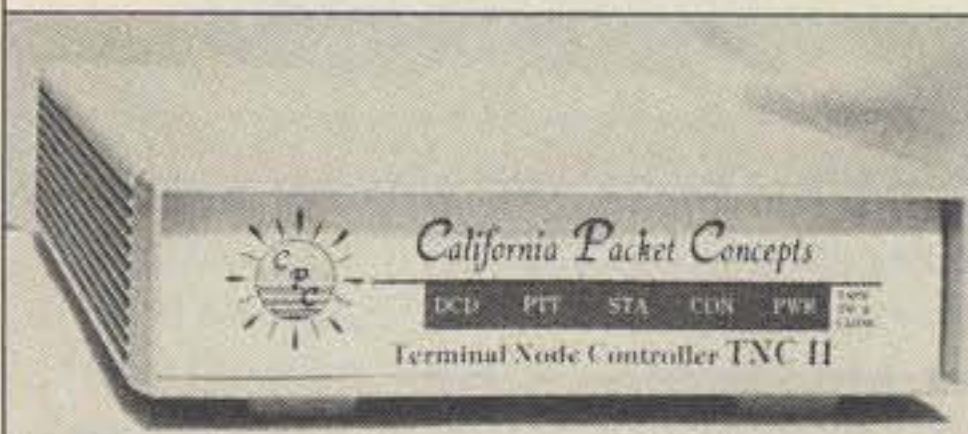 California Packet Concepts
CPC
DCD PTT STA CON PWR
Terminal Node Controller TNC II